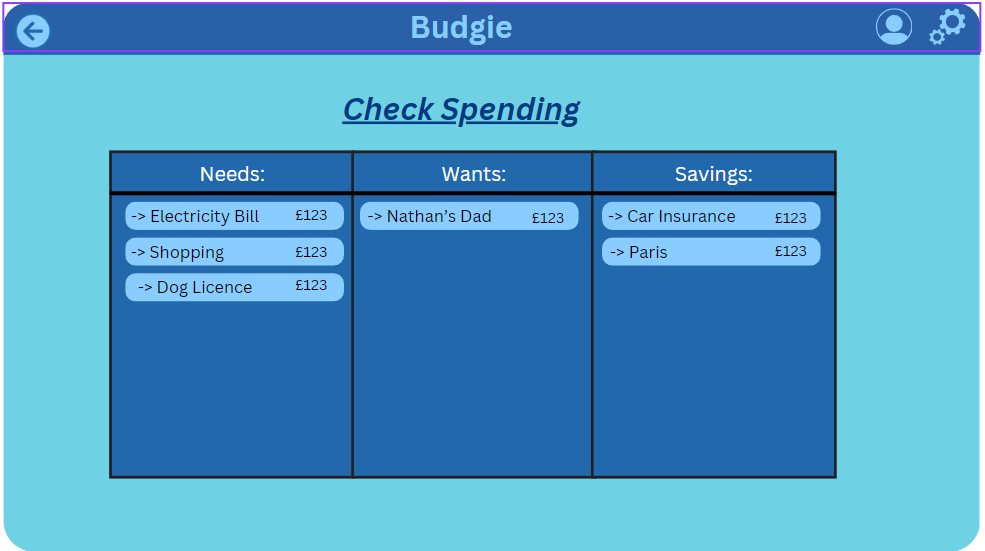 Budgie
Check Spending
Needs:
Wants:
Savings:
-> Electricity Bill £123
-> Nathan’s Dad £123
-> Car Insurance £123
-> Shopping £123
-> Paris £123
-> Dog Licence £123